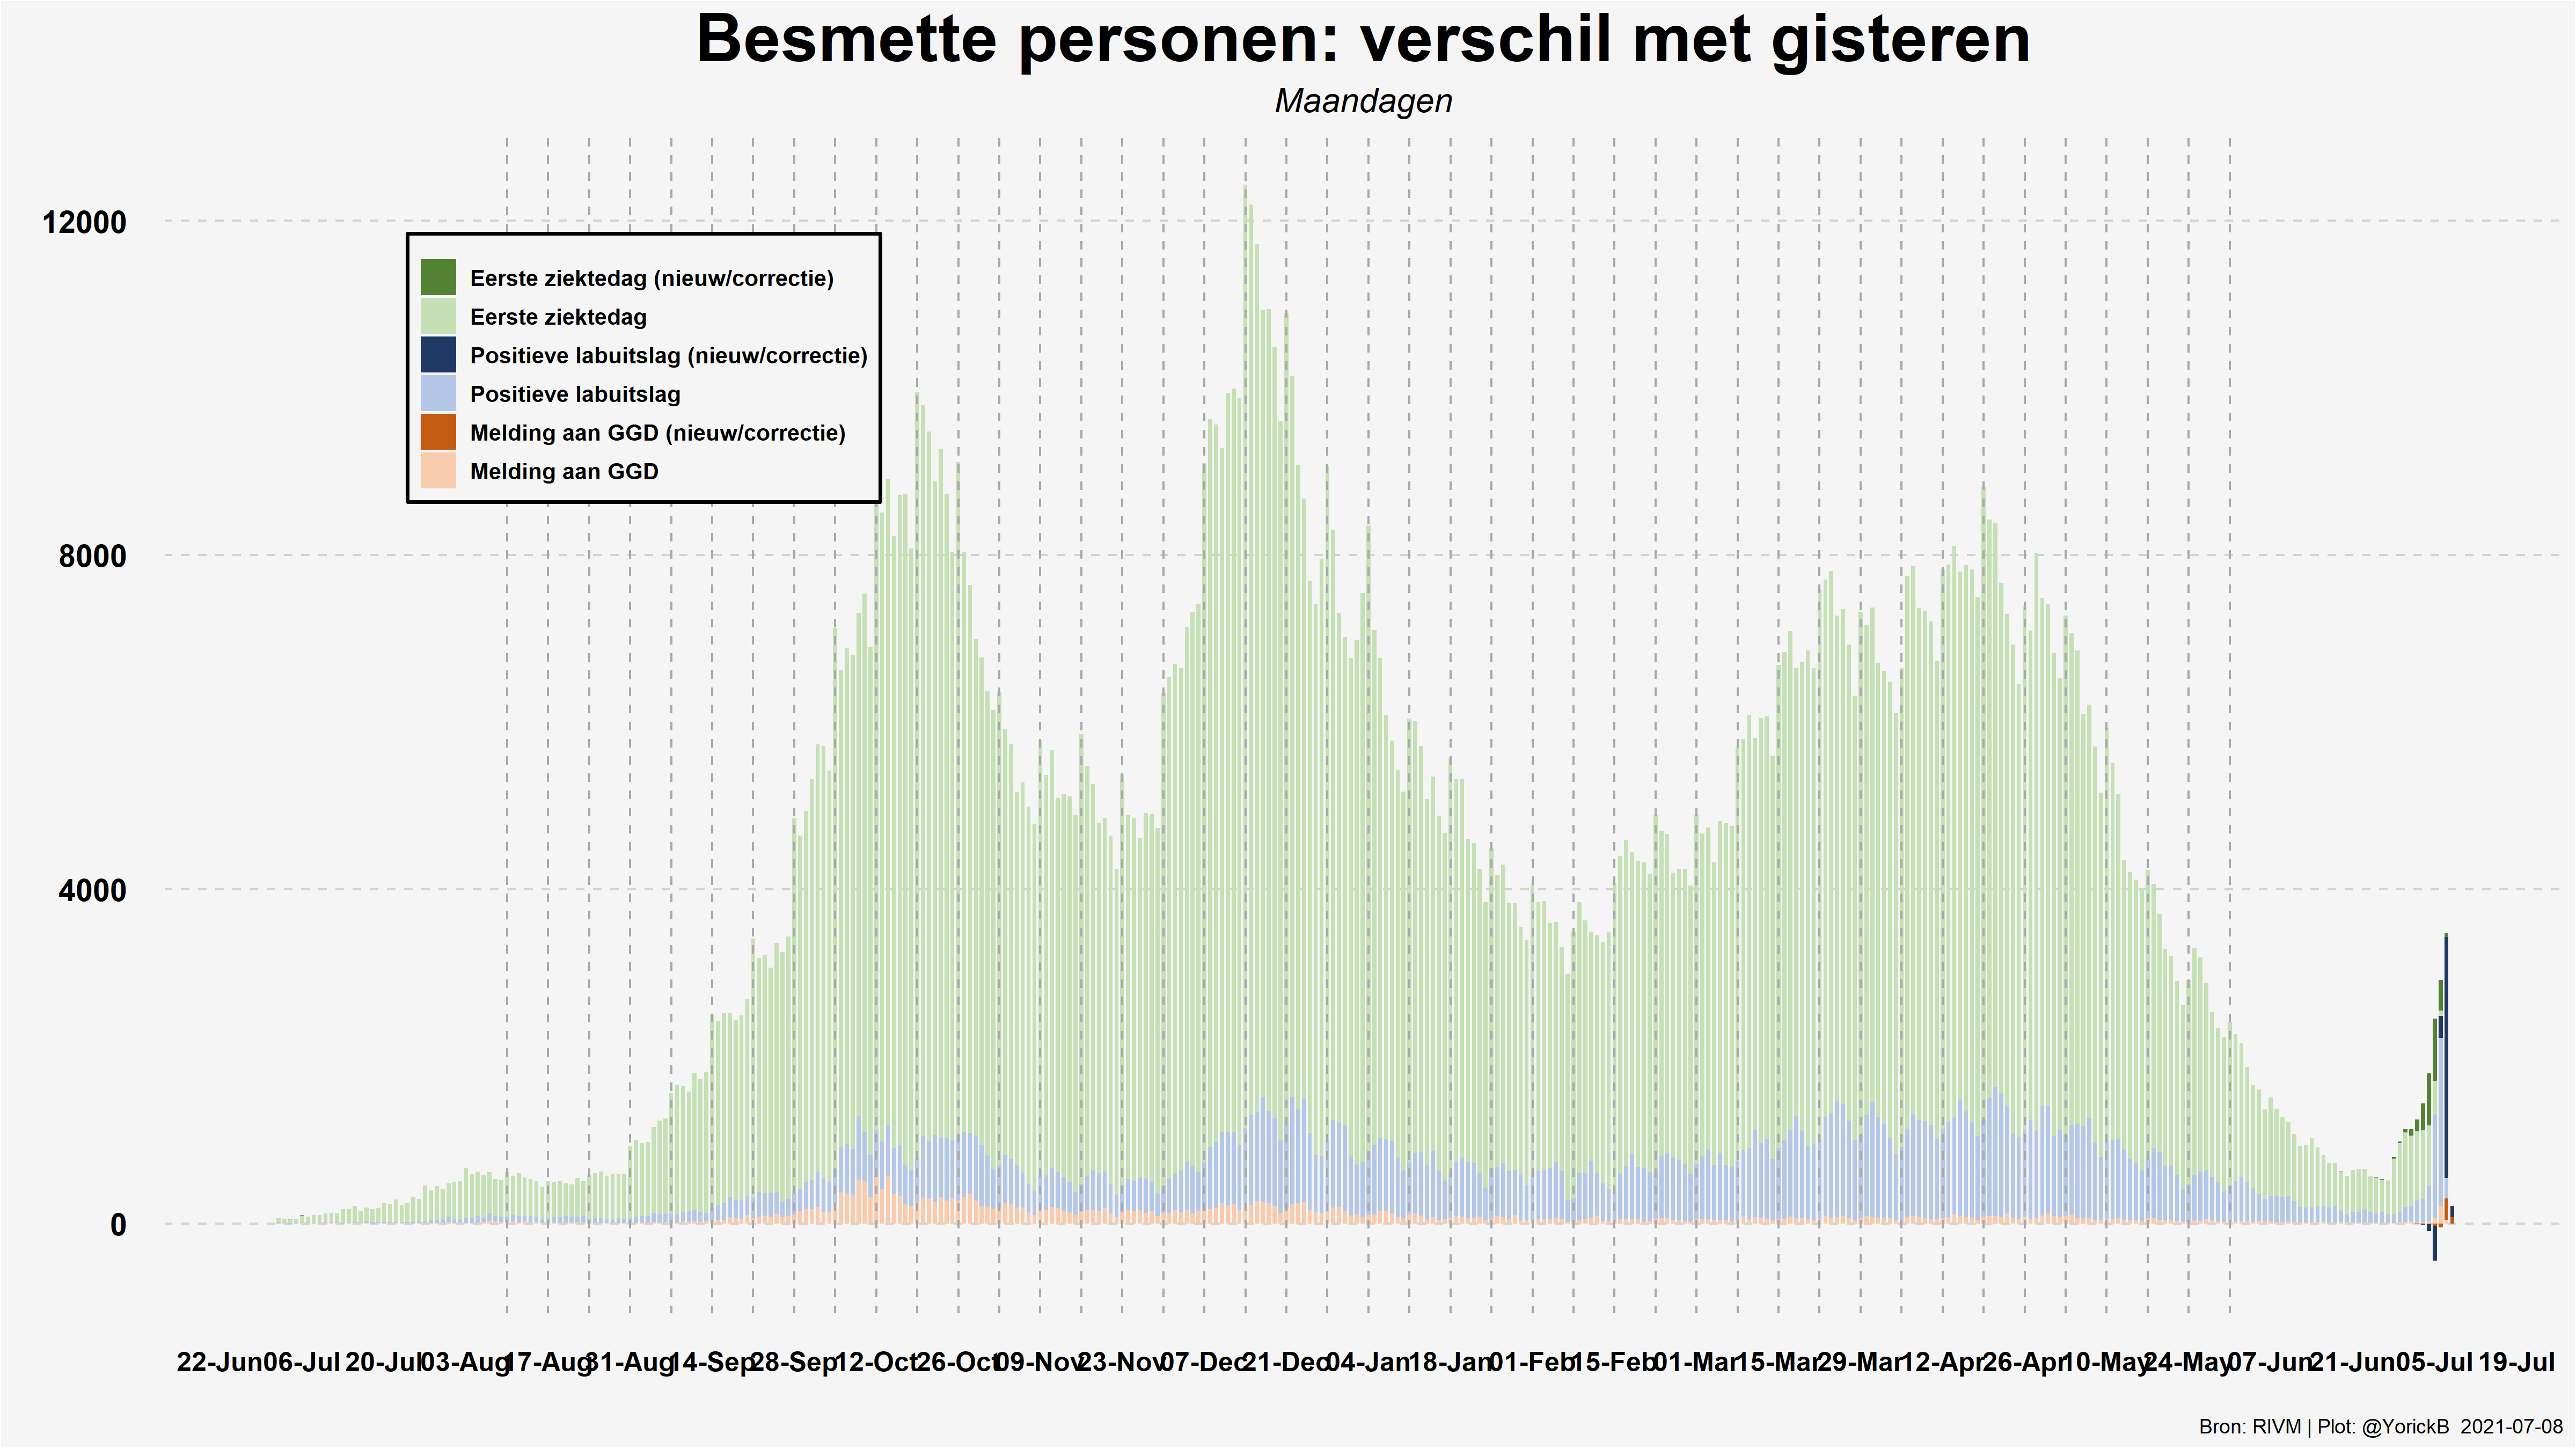 Besmette personen: verschil met gisteren
Maandagen
12000
8000
4000
0
Eerste ziektedag (nieuw/correctie)
Eerste ziektedag
Positieve labuitslag (nieuw/correctie)
Positieve labuitslag
Melding aan GGD (nieuw/correctie)
Melding aan GGD
22-Jun 06-Jul 20-Jul 03-Aug 17-Aug 31-Aug 14-Sep 28-Sep 12-Oct 26-Oct 09-Nov 23-Nov 07-Dec 21-Dec 04-Jan 18-Jan 01-Feb 15-Feb 01-Mar 15-Mar 29-Mar 12-Apr 26-Apr 10-May 24-May 07-Jun 21-Jun 05-Jul 19-Jul
Bron: RIVM | Plot: @YorickB 2021-07-08